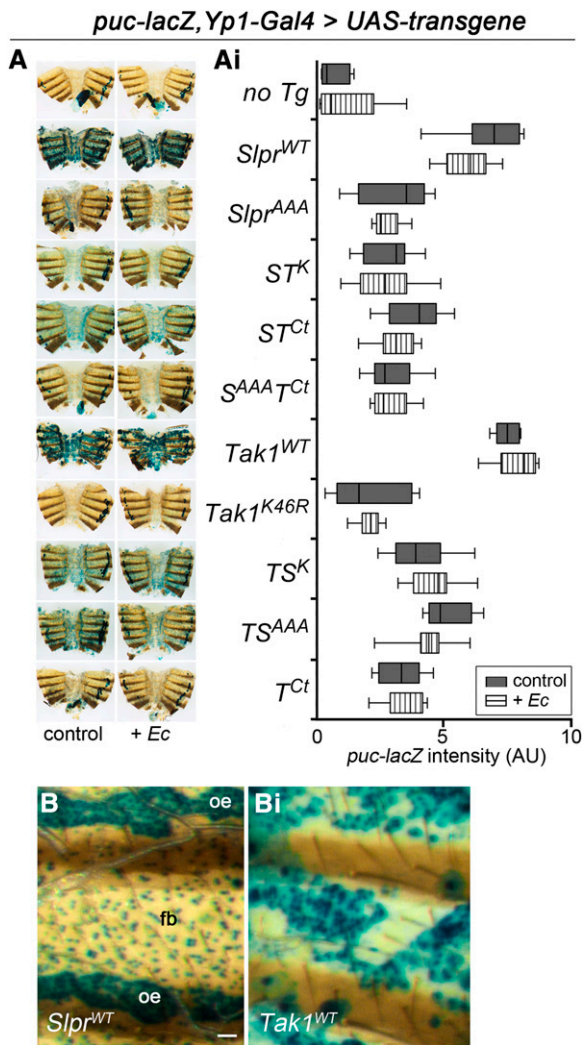 puc-lacZ, Yp1-Gal4 > UAS-transgene
A
Ai
no Tg
Slpr^WT
Slpr^AAA
ST^K
ST^Ct
S^AAA T^Ct
Tak1^WT
Tak1^K46R
TS^K
TS^AAA
T^Ct
control
+ Ec
control
+ Ec
0
5
10
puc-lacZ intensity (AU)
B
oe
fb
oe
Slpr^WT
Bi
Tak1^WT